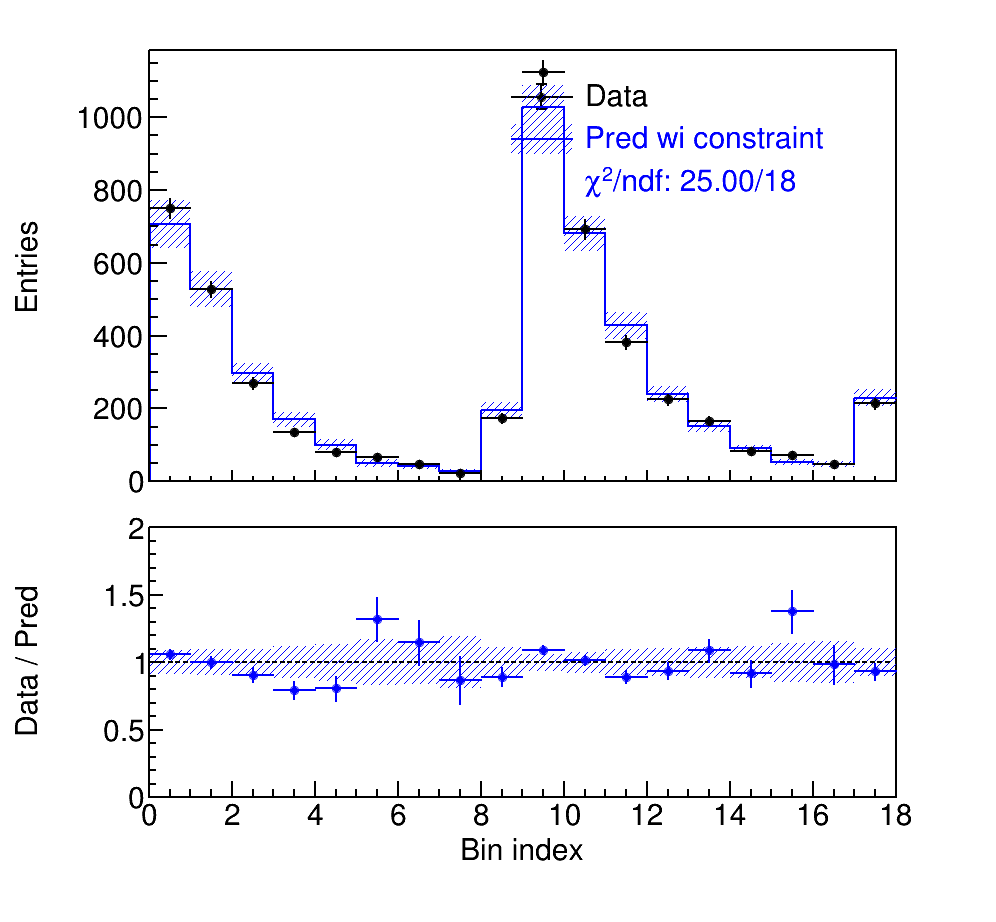 1000
800
600
400
200
0
Entries
Data
Pred wi constraint
χ²/ndf: 25.00/18
2
1.5
1
0.5
0
Data / Pred
0 2 4 6 8 10 12 14 16 18
Bin index